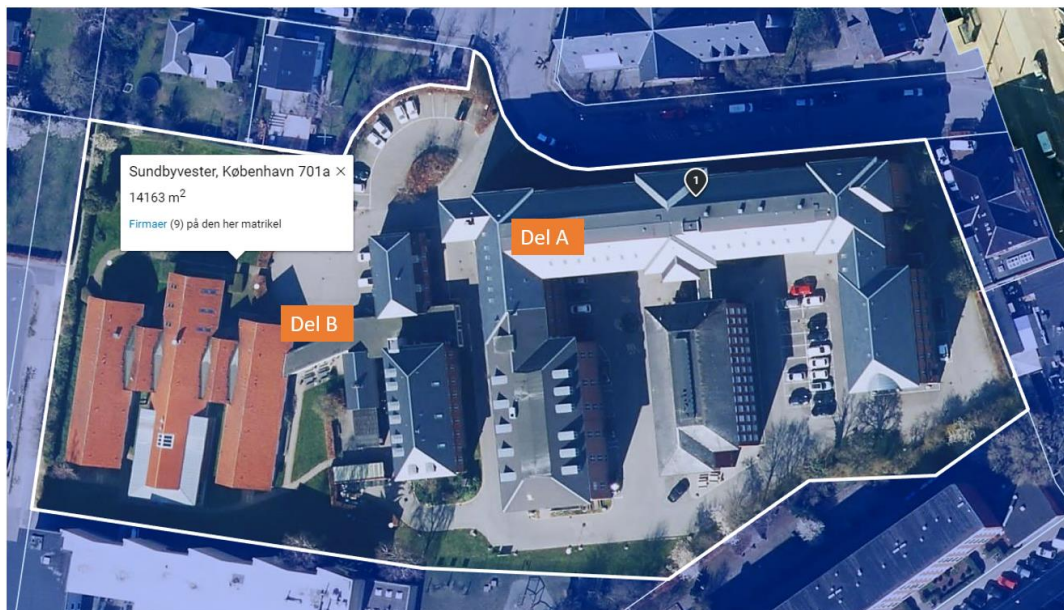 Sundbyvester, København 701a ×
14163 m²
Firmaer (9) på den her matrikel
1
Del A
Del B